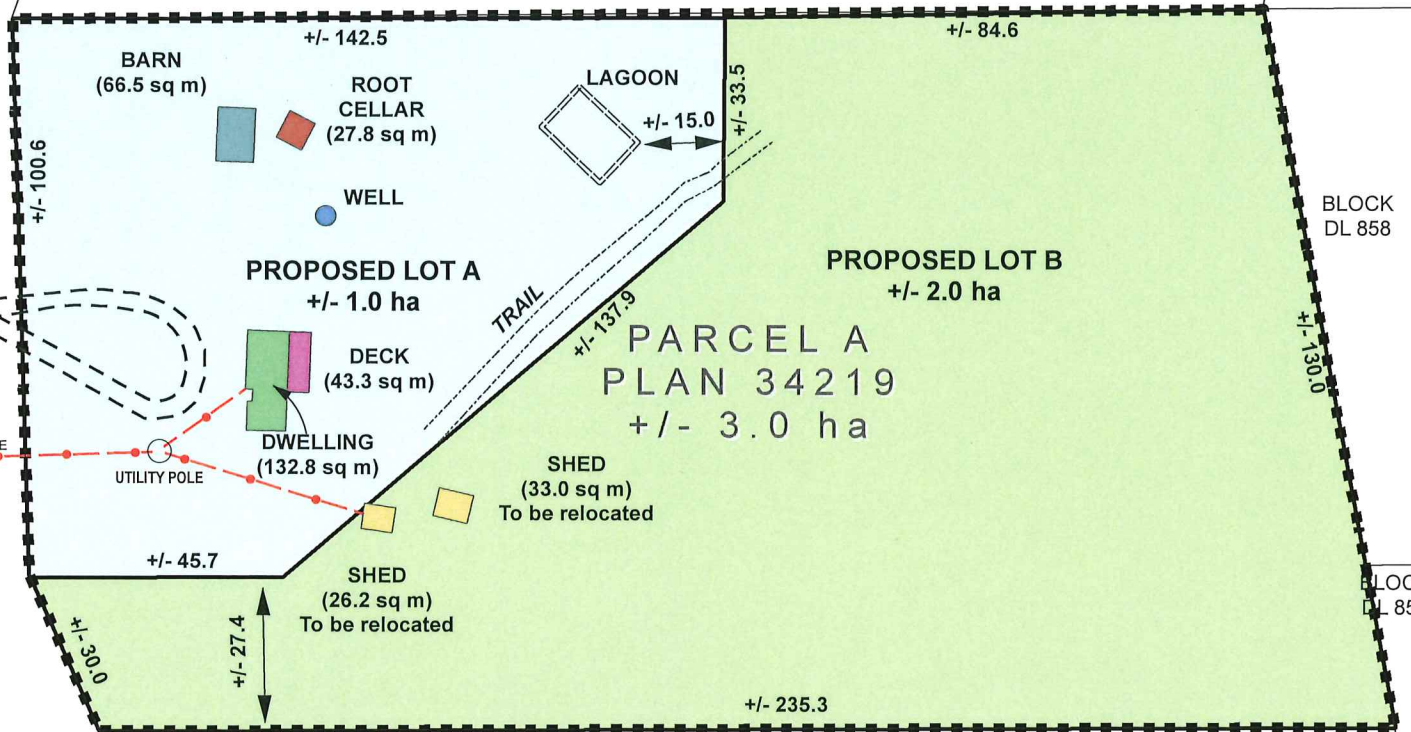 +/- 142.5
+/- 84.6
BARN
(66.5 sq m)
ROOT
CELLAR
(27.8 sq m)
LAGOON
+/- 15.0
+/- 33.5
+/- 100.6
WELL
BLOCK
DL 858
PROPOSED LOT A
+/- 1.0 ha
PROPOSED LOT B
+/- 2.0 ha
TRAIL
+/- 137.9
PARCEL A
PLAN 34219
+/- 3.0 ha
+/- 130.0
DECK
(43.3 sq m)
DWELLING
(132.8 sq m)
E
UTILITY POLE
SHED
(33.0 sq m)
To be relocated
+/- 45.7
SHED
(26.2 sq m)
To be relocated
+/- 27.4
+/- 30.0
+/- 235.3
BLOC
DL 85